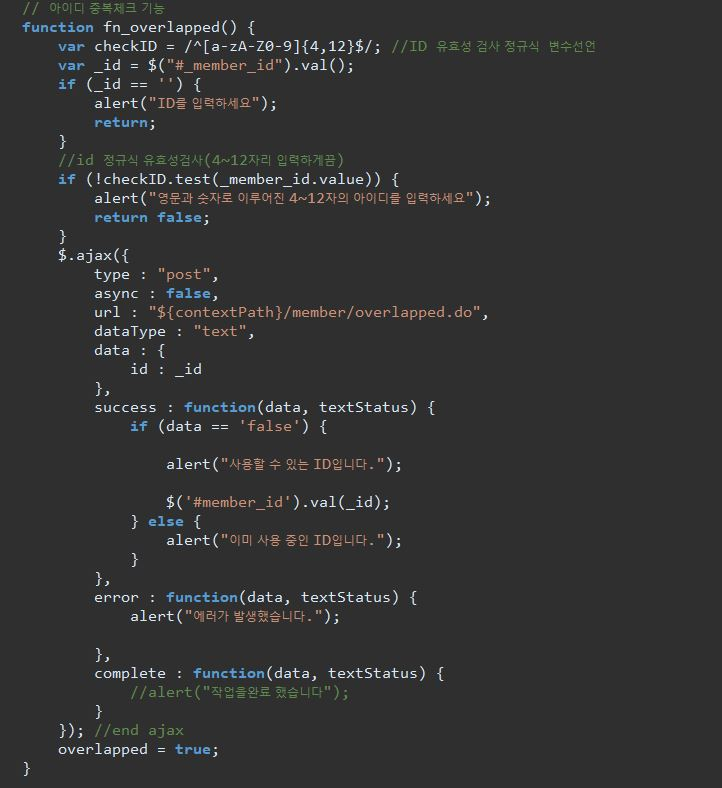 // 아이디 중복체크 기능
function fn_overlapped() {
    var checkID = /^[a-zA-Z0-9]{4,12}$/; //ID 유효성 검사 정규식 변수선언
    var _id = $("#_member_id").val();
    if (_id == '') {
        alert("ID를 입력하세요");
        return;
    }
    //id 정규식 유효성검사(4~12자리 입력하게끔)
    if (!checkID.test(_member_id.value)) {
        alert("영문과 숫자로 이루어진 4~12자의 아이디를 입력하세요");
        return false;
    }
    $.ajax({
        type : "post",
        async : false,
        url : "${contextPath}/member/overlapped.do",
        dataType : "text",
        data : {
            id : _id
        },
        success : function(data, textStatus) {
            if (data == 'false') {
                alert("사용할 수 있는 ID입니다.");
                $('#member_id').val(_id);
            } else {
                alert("이미 사용 중인 ID입니다.");
            }
        },
        error : function(data, textStatus) {
            alert("에러가 발생했습니다.");
        },
        complete : function(data, textStatus) {
            //alert("작업을완료 했습니다");
        }
    }); //end ajax
    overlapped = true;
}